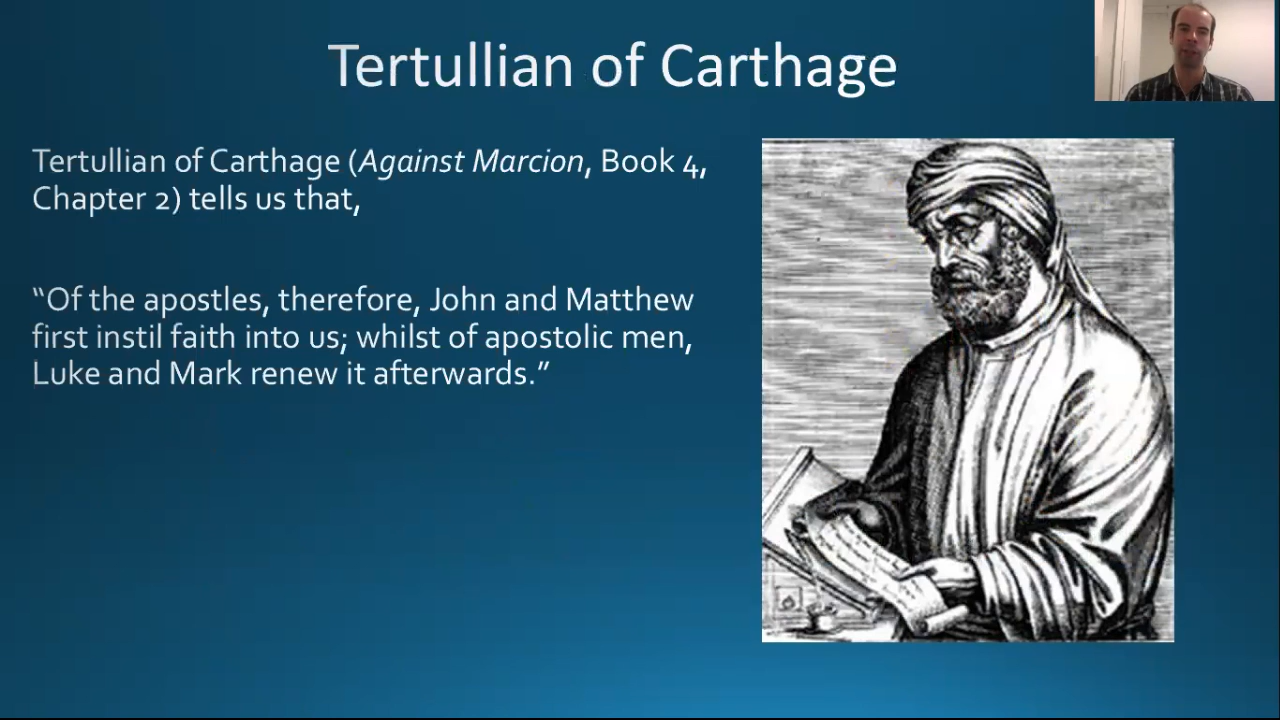 Tertullian of Carthage
Tertullian of Carthage (Against Marcion, Book 4,
Chapter 2) tells us that,
“Of the apostles, therefore, John and Matthew
first instil faith into us; whilst of apostolic men,
Luke and Mark renew it afterwards.”